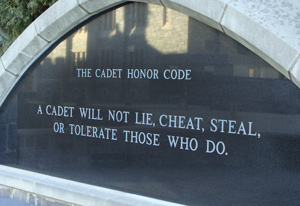 THE CADET HONOR CODE
A CADET WILL NOT LIE, CHEAT, STEAL,
OR TOLERATE THOSE WHO DO.